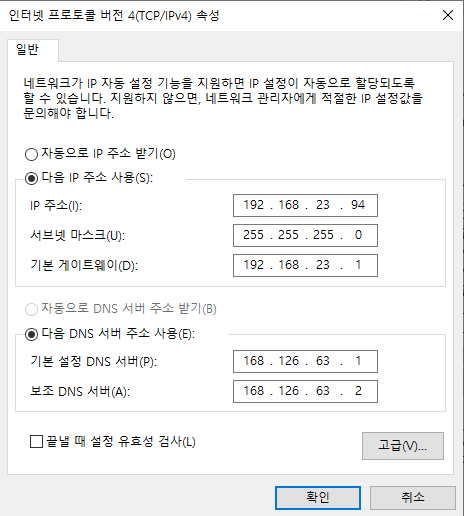 인터넷 프로토콜 버전 4(TCP/IPv4) 속성
일반
네트워크가 IP 자동 설정 기능을 지원하면 IP 설정이 자동으로 할당되도록
할 수 있습니다. 지원하지 않으면, 네트워크 관리자에게 적절한 IP 설정값을
문의해야 합니다.
자동으로 IP 주소 받기(O)
다음 IP 주소 사용(S):
IP 주소(I): 192 . 168 . 23 . 94
서브넷 마스크(U): 255 . 255 . 255 . 0
기본 게이트웨이(D): 192 . 168 . 23 . 1
자동으로 DNS 서버 주소 받기(B)
다음 DNS 서버 주소 사용(E):
기본 설정 DNS 서버(P): 168 . 126 . 63 . 1
보조 DNS 서버(A): 168 . 126 . 63 . 2
끝낼 때 설정 유효성 검사(L)
고급(V)...
확인 취소